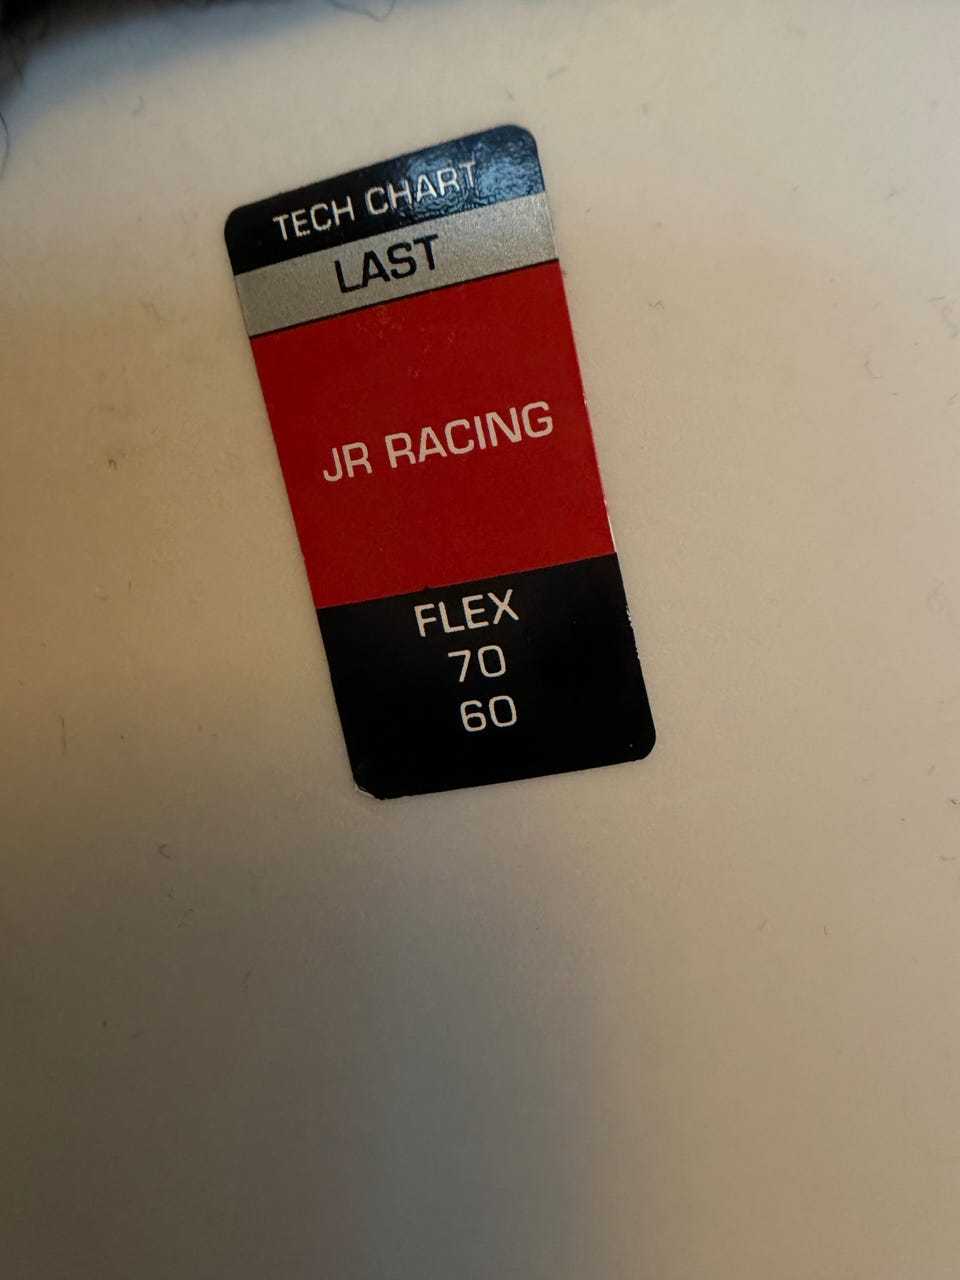 TECH CHART
LAST
JR RACING
FLEX
70
60